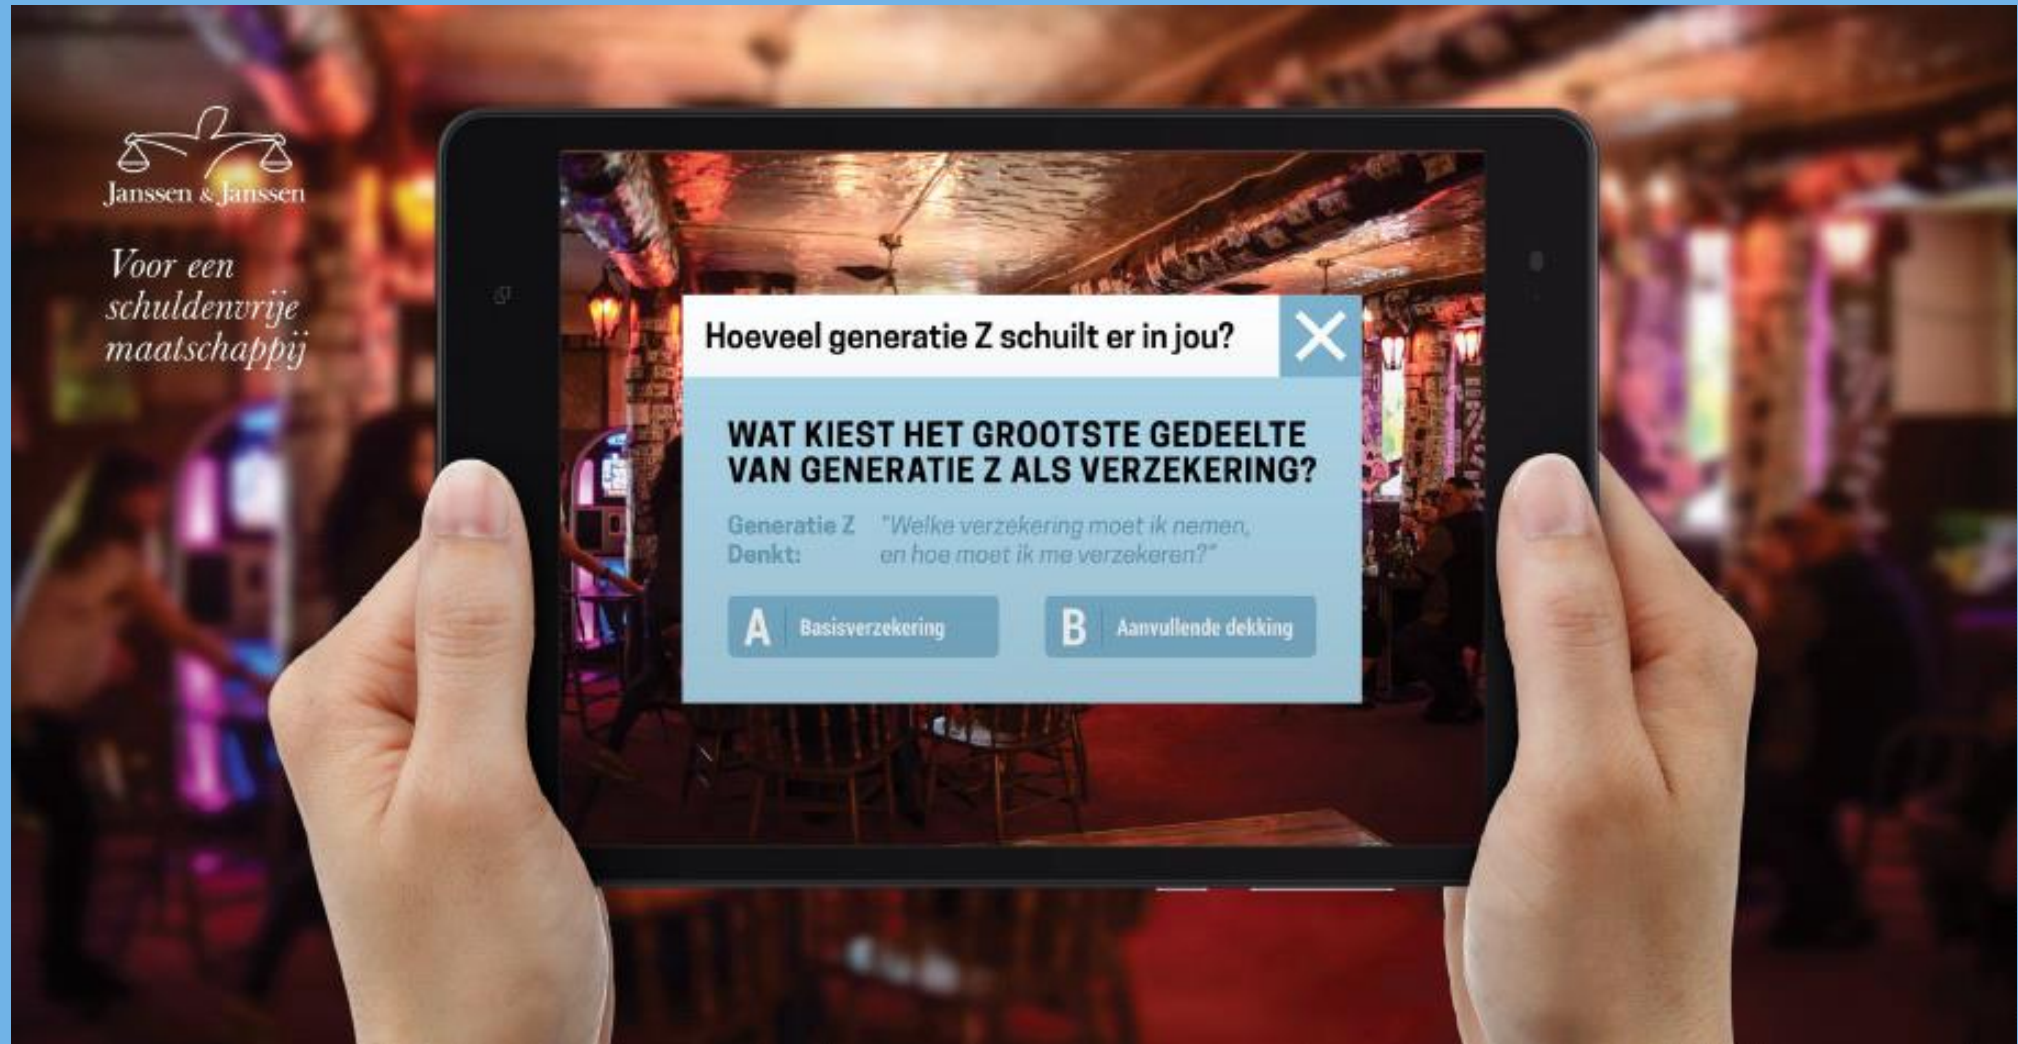 Janssen & Janssen
Voor een
schuldenvrije
maatschappij
Hoeveel generatie Z schuilt er in jou?
WAT KIEST HET GROOTSTE GEDEELTE
VAN GENERATIE Z ALS VERZEKERING?
Generatie Z "Welke verzekering moet ik nemen,
Denkt: en hoe moet ik me verzekeren?"
A Basisverzekering
B Aanvullende dekking